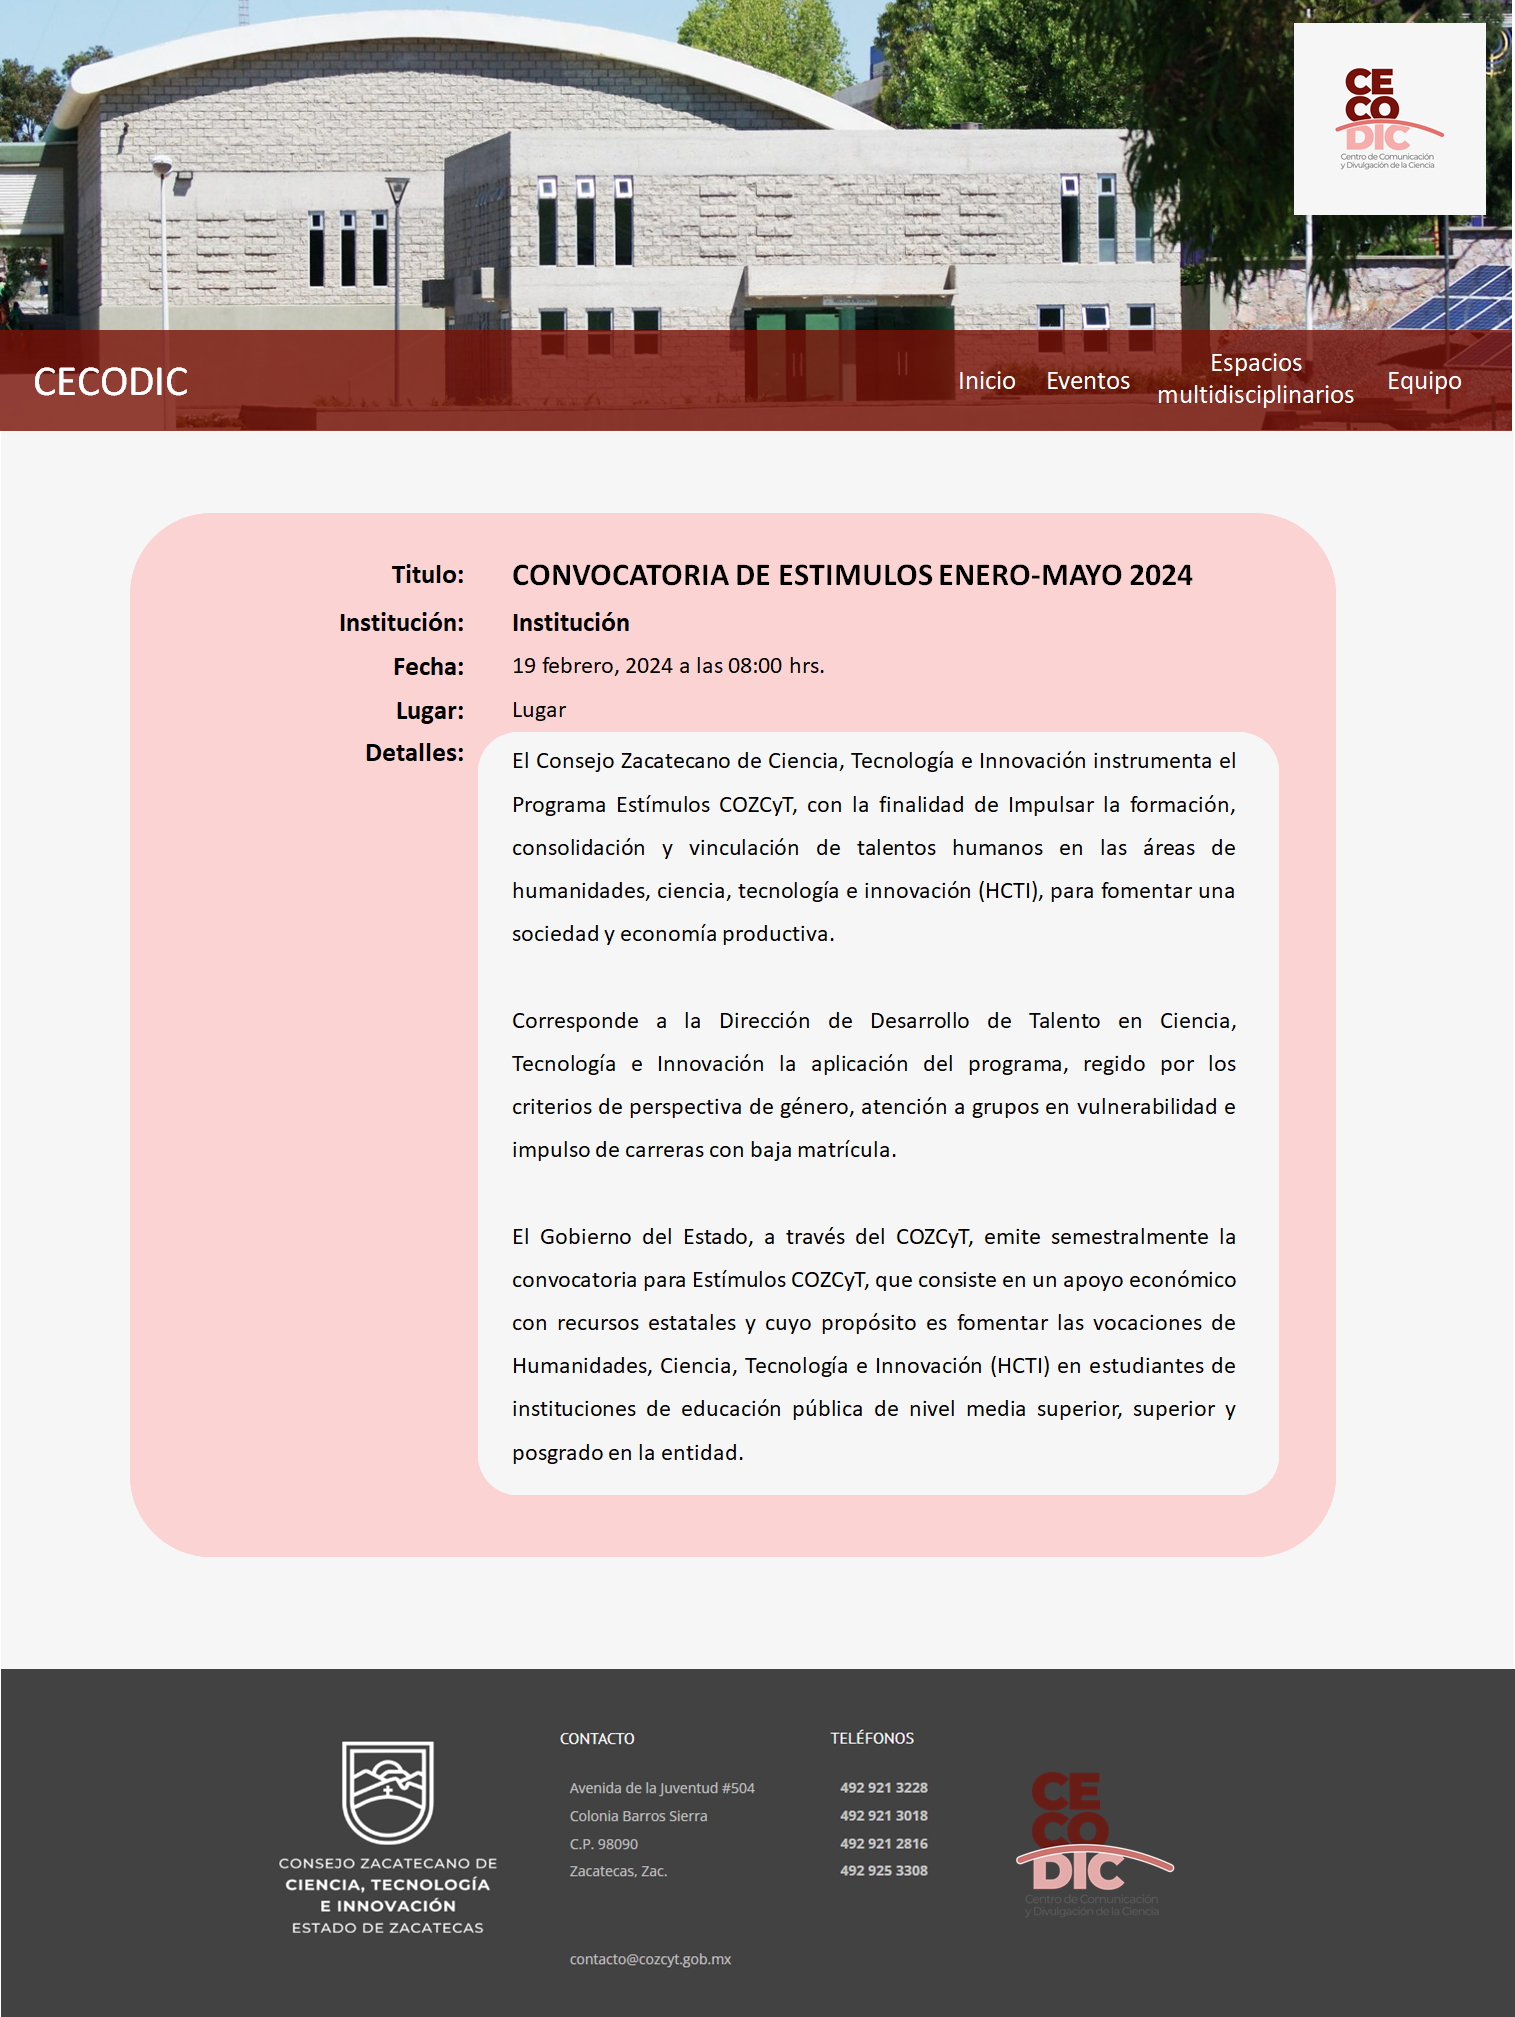 CE
CO
DIC
Centro de Comunicación
y Divulgación de la Ciencia
CECODIC
Inicio
Eventos
Espacios
multidisciplinarios
Equipo
Titulo:
CONVOCATORIA DE ESTIMULOS ENERO-MAYO 2024
Institución:
Institución
Fecha:
19 febrero, 2024 a las 08:00 hrs.
Lugar:
Lugar
Detalles:
El Consejo Zacatecano de Ciencia, Tecnología e Innovación instrumenta el
Programa Estímulos COZCyT, con la finalidad de Impulsar la formación,
consolidación y vinculación de talentos humanos en las áreas de
humanidades, ciencia, tecnología e innovación (HCTI), para fomentar una
sociedad y economía productiva.
Corresponde a la Dirección de Desarrollo de Talento en Ciencia,
Tecnología e Innovación la aplicación del programa, regido por los
criterios de perspectiva de género, atención a grupos en vulnerabilidad e
impulso de carreras con baja matrícula.
El Gobierno del Estado, a través del COZCyT, emite semestralmente la
convocatoria para Estímulos COZCyT, que consiste en un apoyo económico
con recursos estatales y cuyo propósito es fomentar las vocaciones de
Humanidades, Ciencia, Tecnología e Innovación (HCTI) en estudiantes de
instituciones de educación pública de nivel media superior, superior y
posgrado en la entidad.
CONSEJO ZACATECANO DE
CIENCIA, TECNOLOGÍA
E INNOVACIÓN
ESTADO DE ZACATECAS
CONTACTO
Avenida de la Juventud #504
Colonia Barros Sierra
C.P. 98090
Zacatecas, Zac.
contacto@cozcyt.gob.mx
TELÉFONOS
492 921 3228
492 921 3018
492 921 2816
492 925 3308
CE
CO
DIC
Centro de Comunicación
y Divulgación de la Ciencia